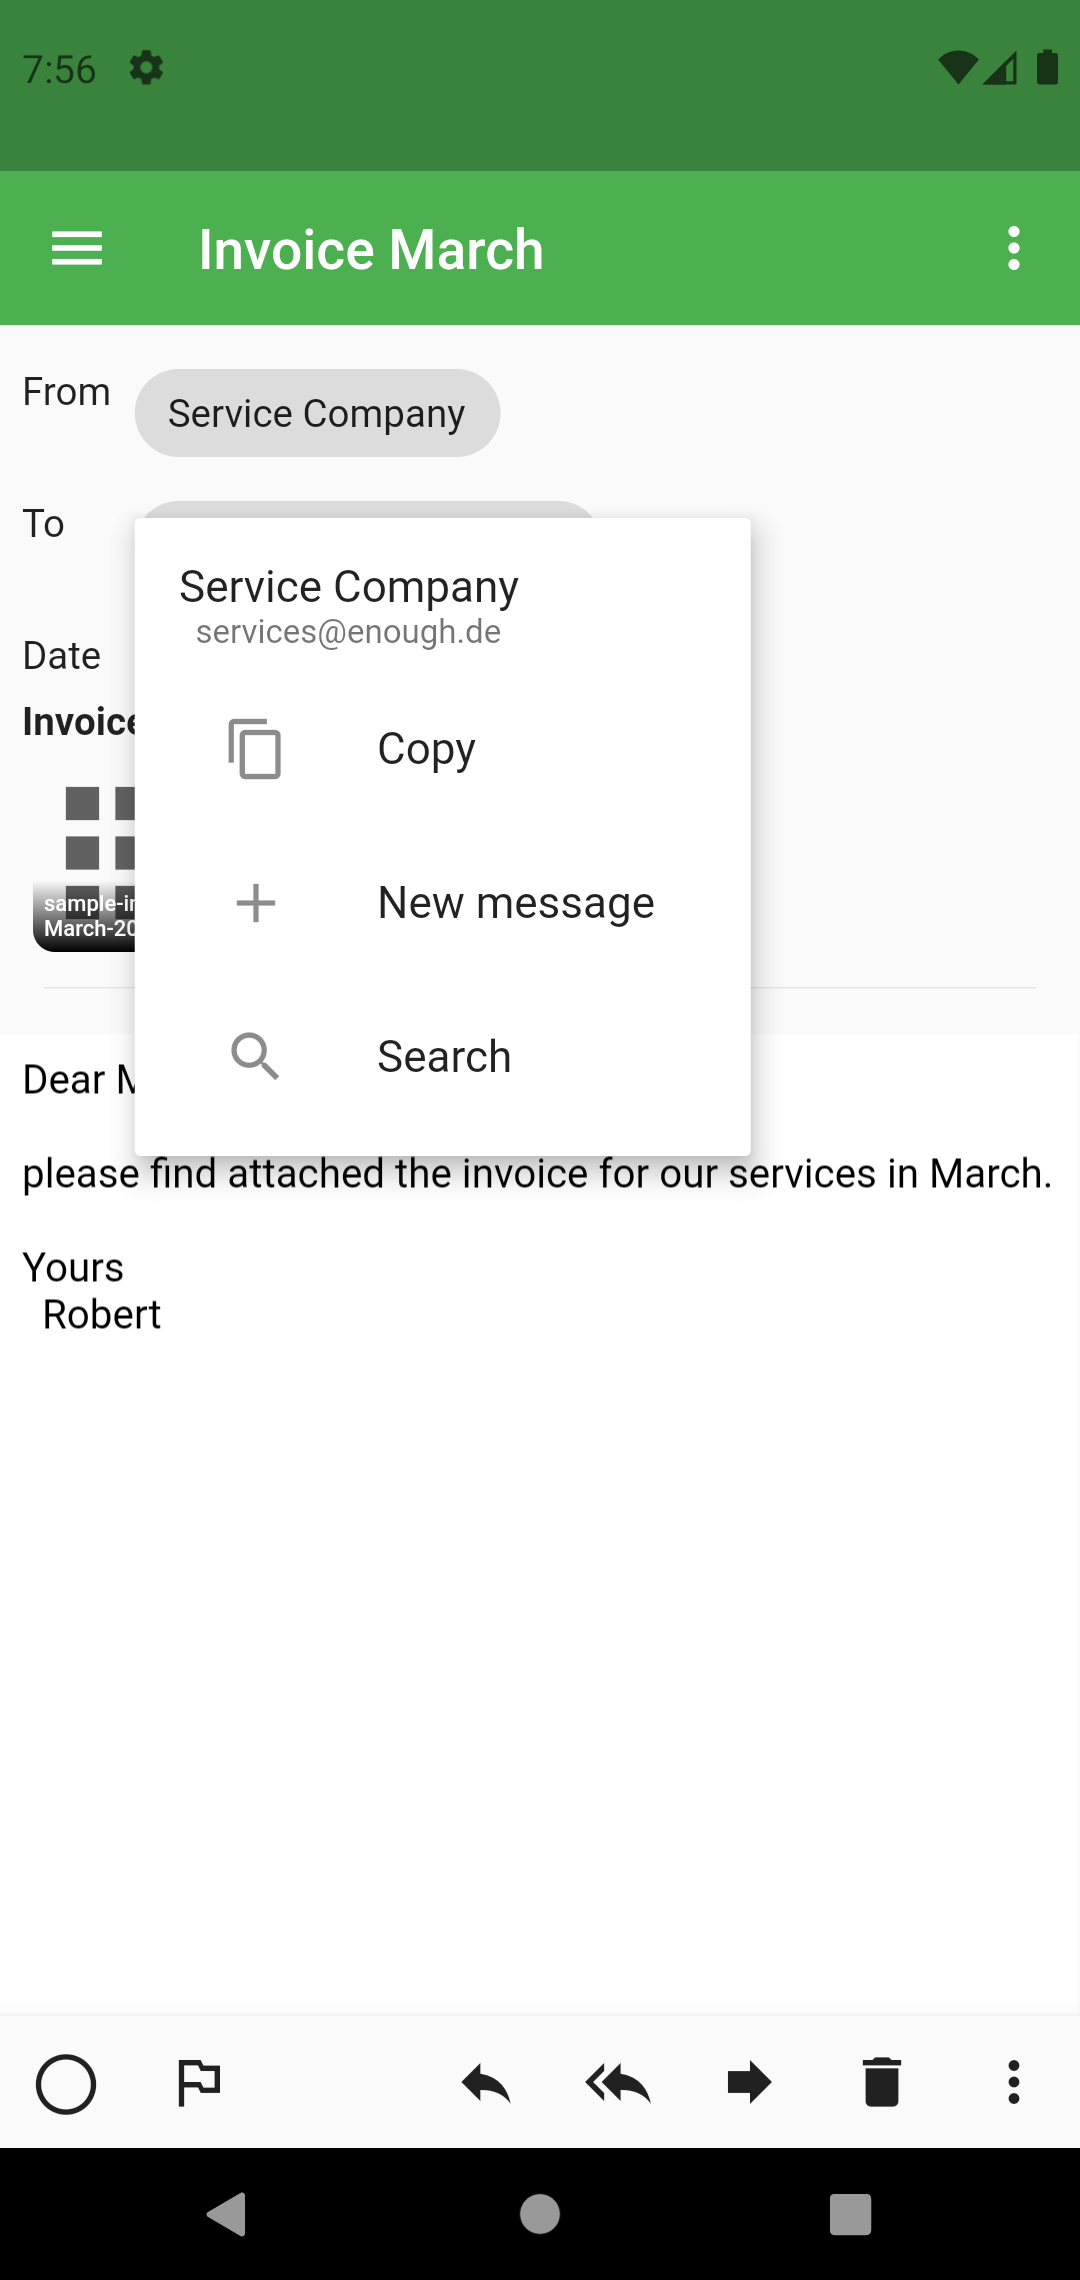 7:56
Invoice March
From Service Company
To
Service Company
services@enough.de
Date
Invoice
Copy
New message
sample-in
March-20
Search
Dear
please find attached the invoice for our services in March.
Yours
Robert